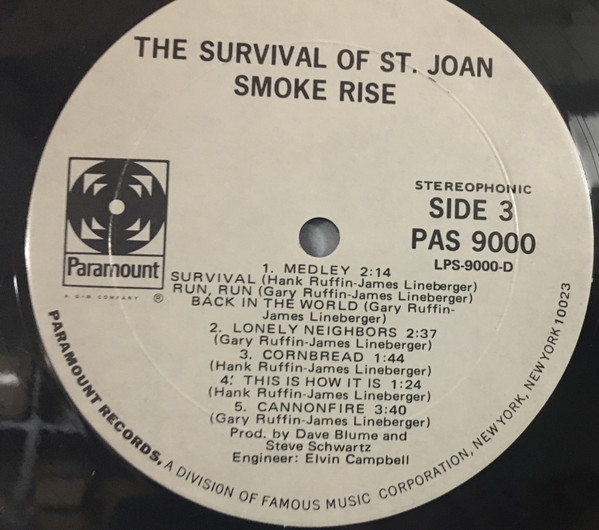 THE SURVIVAL OF ST. JOAN
SMOKE RISE
STEREOPHONIC
SIDE 3
PAS 9000
LPS-9000-D
Paramount
A G+W COMPANY ®
1. MEDLEY 2:14
SURVIVAL (Hank Ruffin-James Lineberger)
RUN, RUN (Gary Ruffin-James Lineberger)
BACK IN THE WORLD (Gary Ruffin-
James Lineberger)
2. LONELY NEIGHBORS 2:37
(Gary Ruffin-James Lineberger)
3. CORNBREAD 1:44
(Hank Ruffin-James Lineberger)
4. THIS IS HOW IT IS 1:24
(Hank Ruffin-James Lineberger)
5. CANNONFIRE 3:40
(Gary Ruffin-James Lineberger)
Prod. by Dave Blume and
Steve Schwartz
Engineer: Elvin Campbell
PARAMOUNT RECORDS, A DIVISION OF FAMOUS MUSIC CORPORATION, NEW YORK, NEW YORK 10023